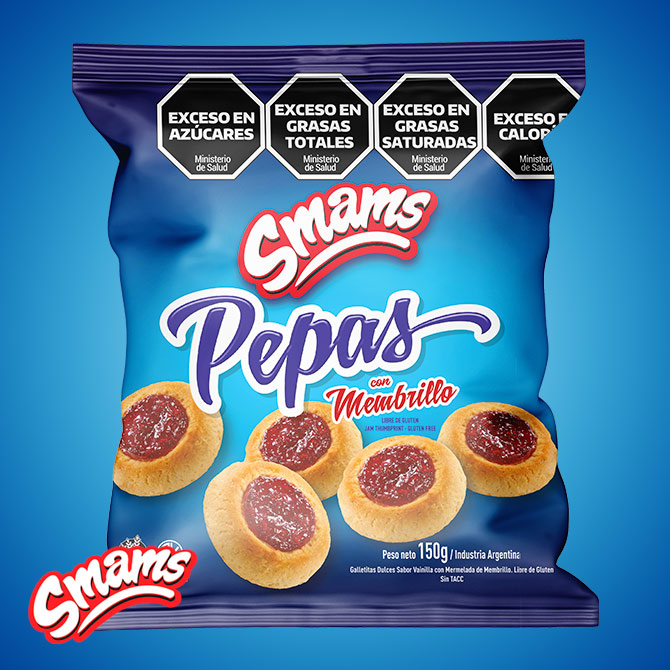 EXCESO EN
AZÚCARES
Ministerio
de Salud
EXCESO EN
GRASAS
TOTALES
Ministerio
de Salud
EXCESO EN
GRASAS
SATURADAS
Ministerio
de Salud
EXCESO E
CALORÍ
Minister
de Salud
Smams
Pepas
con
Membrillo
LIBRE DE GLUTEN
JAM THUMBPRINT - GLUTEN FREE
Peso neto 150g / Industria Argentina
Galletitas Dulces Sabor Vainilla con Mermelada de Membrillo. Libre de Gluten
Sin TACC
Smams